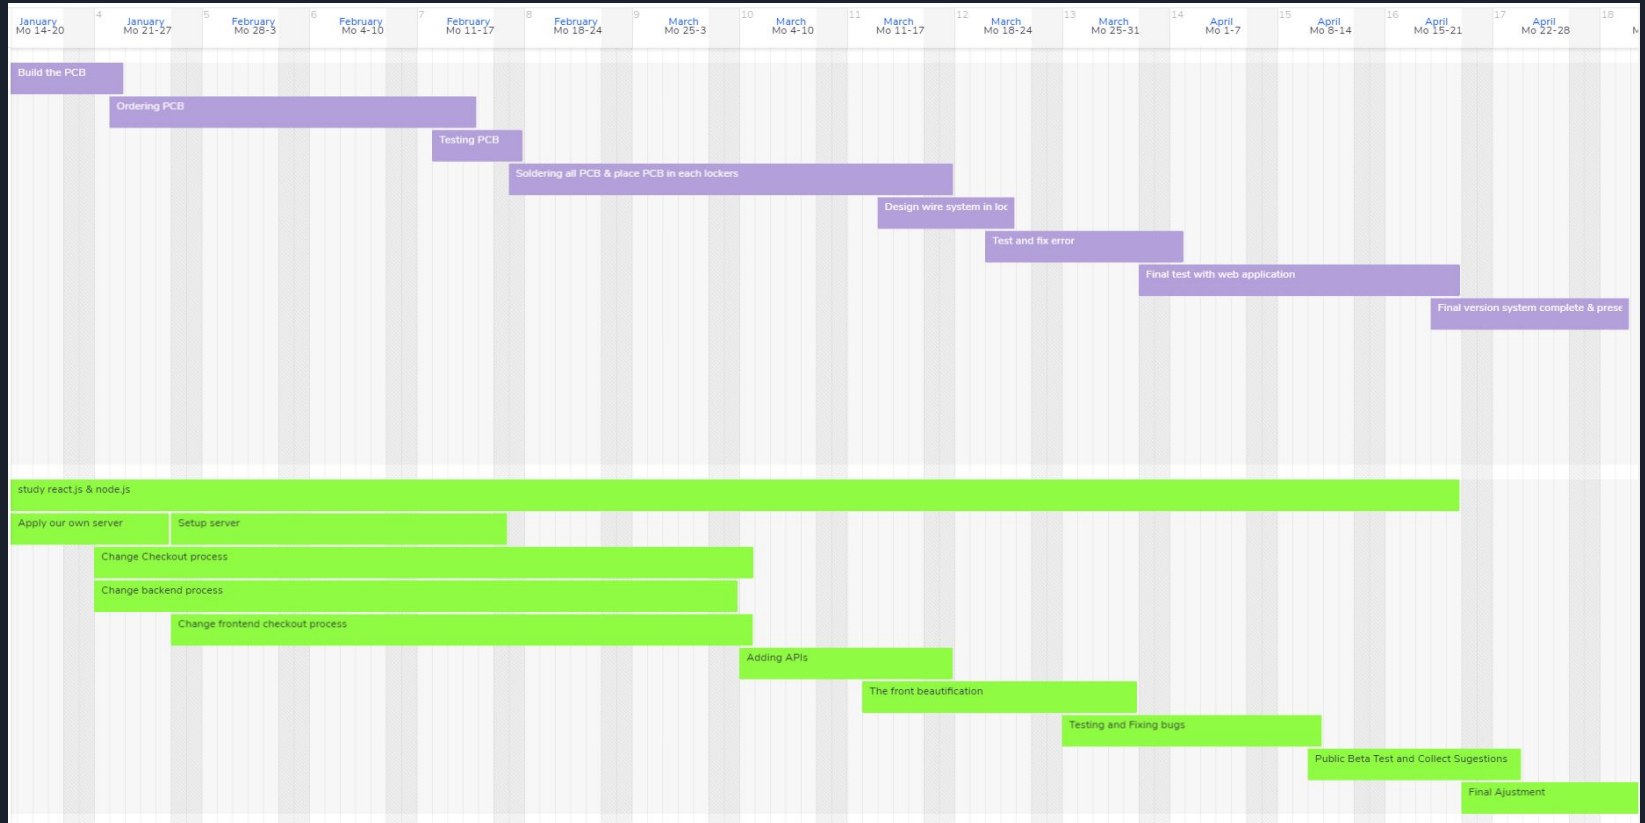 4 5 6 7 8 9 10 11 12 13 14 15 16 17 18
January January February February February February March March March March March April April April April
Mo 14-20 Mo 21-27 Mo 28-3 Mo 4-10 Mo 11-17 Mo 18-24 Mo 25-3 Mo 4-10 Mo 11-17 Mo 18-24 Mo 25-31 Mo 1-7 Mo 8-14 Mo 15-21 Mo 22-28
Build the PCB
Ordering PCB
Testing PCB
Soldering all PCB & place PCB in each lockers
Design wire system in loc
Test and fix error
Final test with web application
Final version system complete & prese
study react.js & node.js
Apply our own server Setup server
Change Checkout process
Change backend process
Change frontend checkout process
Adding APIs
The front beautification
Testing and Fixing bugs
Public Beta Test and Collect Sugestions
Final Ajustment